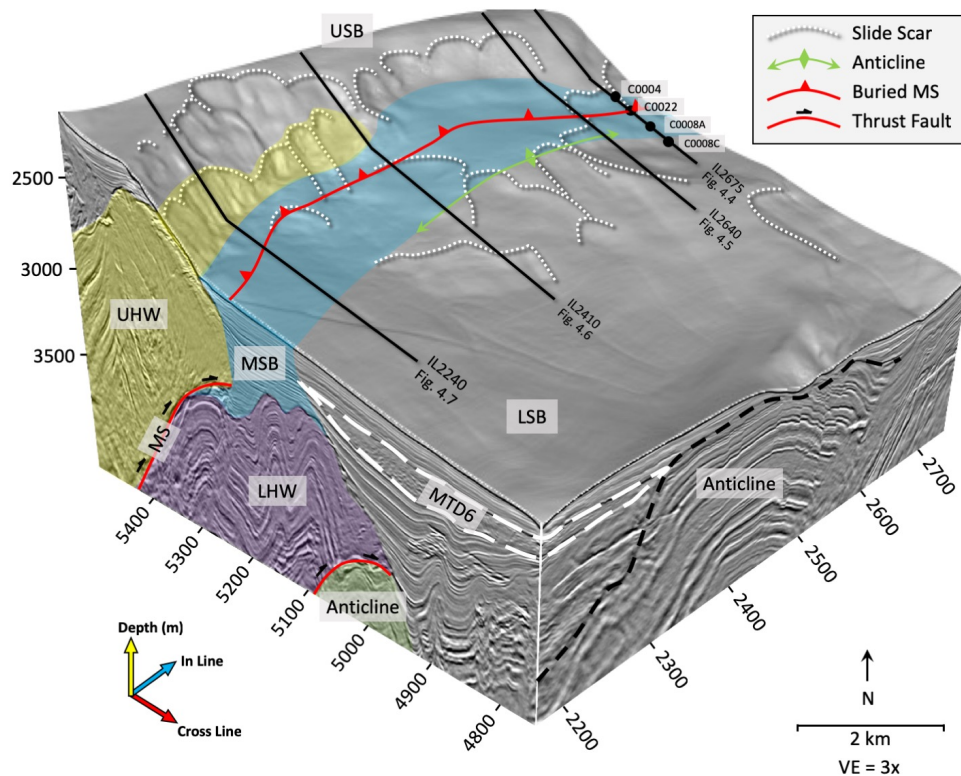 USB
Slide Scar
Anticline
Buried MS
Thrust Fault
C0004
C0022
C0008A
C0008C
IL2675
Fig. 4.4
IL2640
Fig. 4.5
IL2410
Fig. 4.6
IL2240
Fig. 4.7
2500
3000
3500
UHW
MSB
MS
LHW
LSB
MTD6
Anticline
Anticline
5400
5300
5200
5100
5000
4900
4800
2200
2300
2400
2500
2600
2700
Depth (m)
In Line
Cross Line
N
2 km
VE = 3x